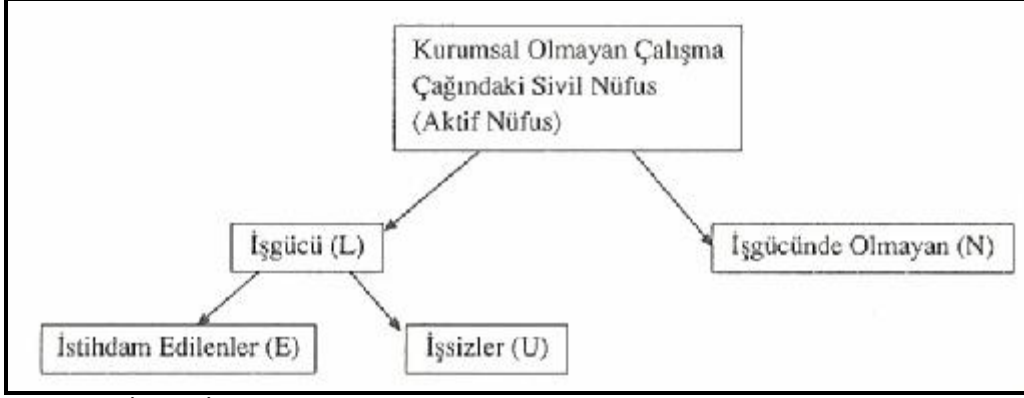 Kurumsal Olmayan Çalışma
Çağındaki Sivil Nüfus
(Aktif Nüfus)
İşgücü (L)
İşgücünde Olmayan (N)
İstihdam Edilenler (E)
İşsizler (U)